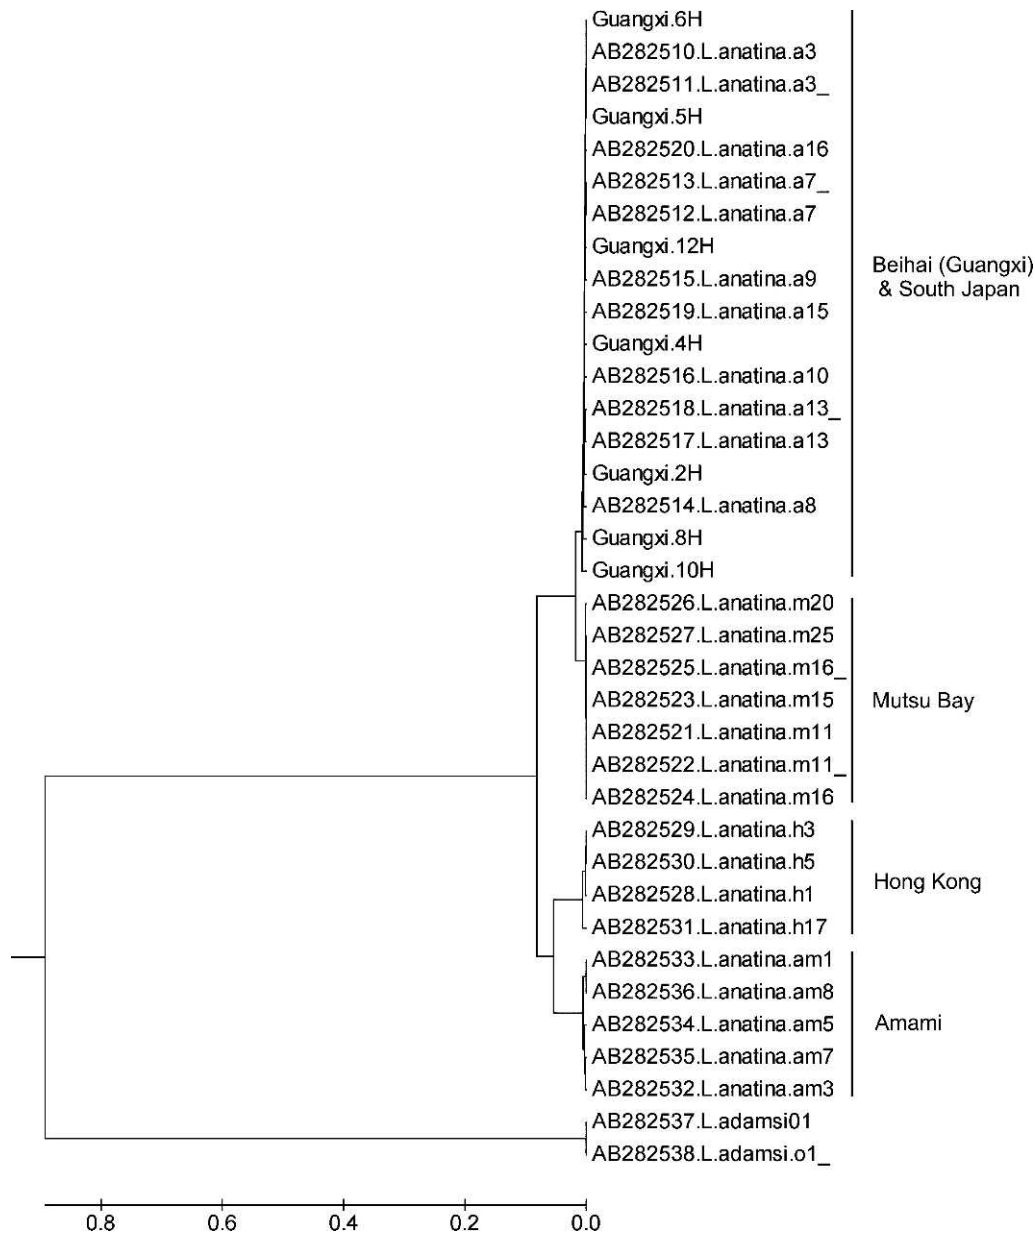 Guangxi.6H
AB282510.L.anatina.a3
AB282511.L.anatina.a3_
Guangxi.5H
AB282520.L.anatina.a16
AB282513.L.anatina.a7_
AB282512.L.anatina.a7
Guangxi.12H
AB282515.L.anatina.a9
AB282519.L.anatina.a15
Guangxi.4H
AB282516.L.anatina.a10
AB282518.L.anatina.a13_
AB282517.L.anatina.a13
Guangxi.2H
AB282514.L.anatina.a8
Guangxi.8H
Guangxi.10H
Beihai (Guangxi)
& South Japan
AB282526.L.anatina.m20
AB282527.L.anatina.m25
AB282525.L.anatina.m16_
AB282523.L.anatina.m15
AB282521.L.anatina.m11
AB282522.L.anatina.m11_
AB282524.L.anatina.m16
Mutsu Bay
AB282529.L.anatina.h3
AB282530.L.anatina.h5
AB282528.L.anatina.h1
AB282531.L.anatina.h17
Hong Kong
AB282533.L.anatina.am1
AB282536.L.anatina.am8
AB282534.L.anatina.am5
AB282535.L.anatina.am7
AB282532.L.anatina.am3
Amami
AB282537.L.adamsi01
AB282538.L.adamsi.o1_
0.8 0.6 0.4 0.2 0.0